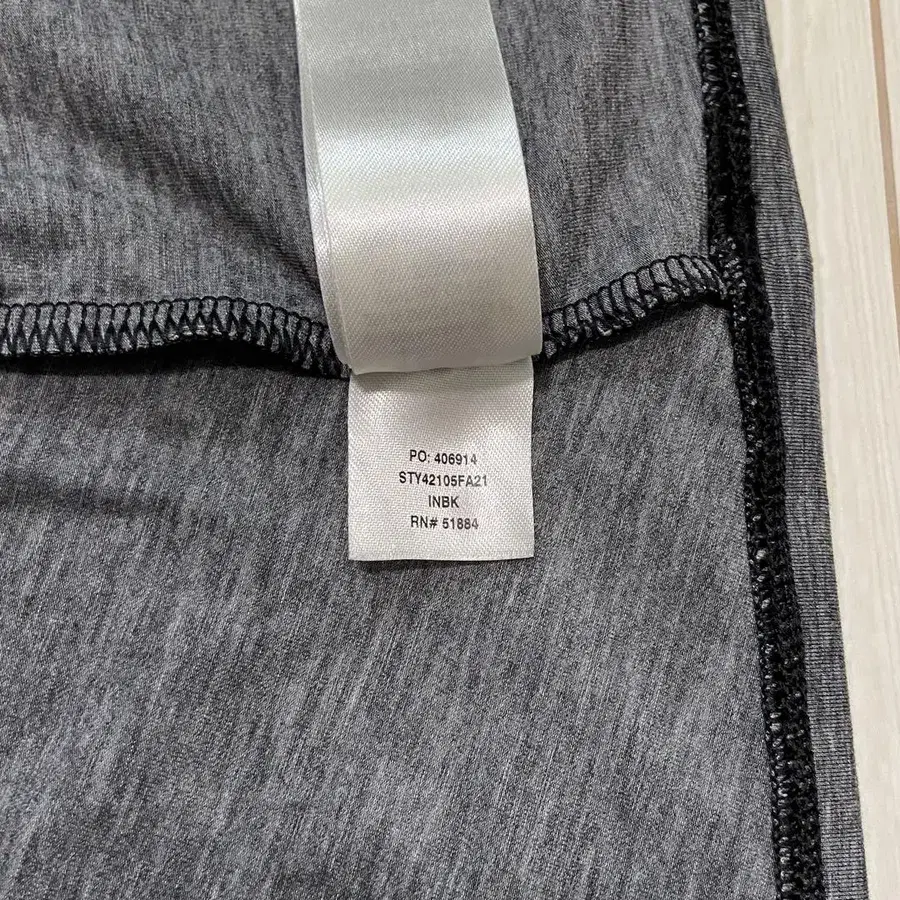 PO: 406914
STY42105FA21
INBK
RN# 51884